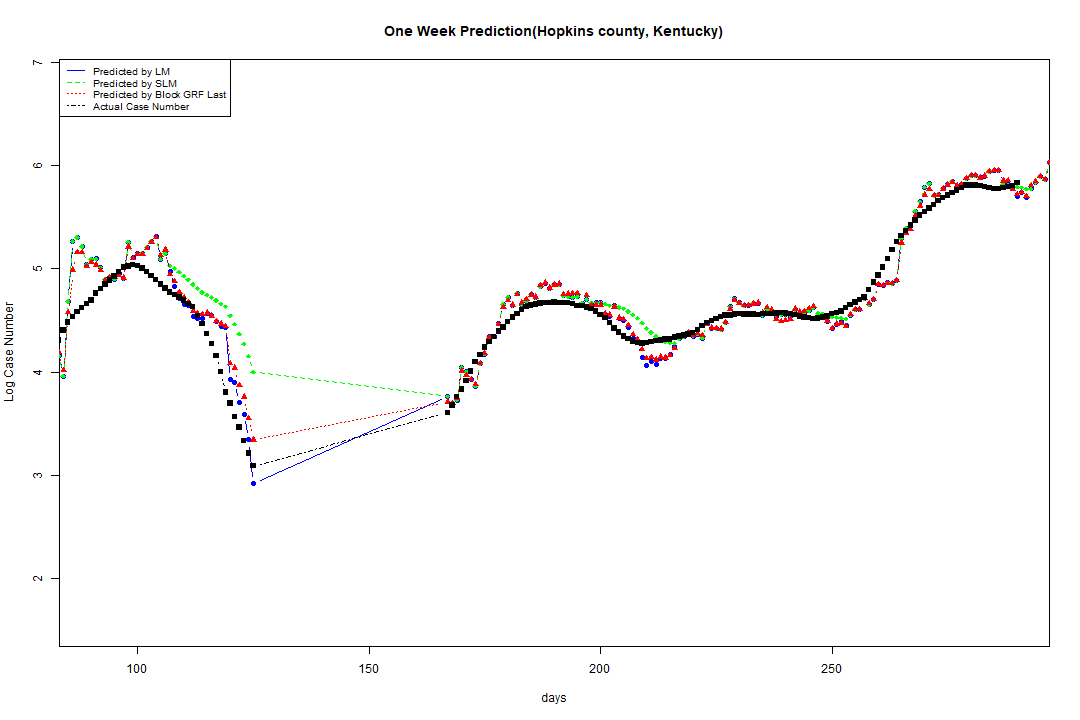 One Week Prediction(Hopkins county, Kentucky)
Predicted by LM
Predicted by SLM
Predicted by Block GRF Last
Actual Case Number
7
6
5
4
3
2
Log Case Number
100 150 200 250
days